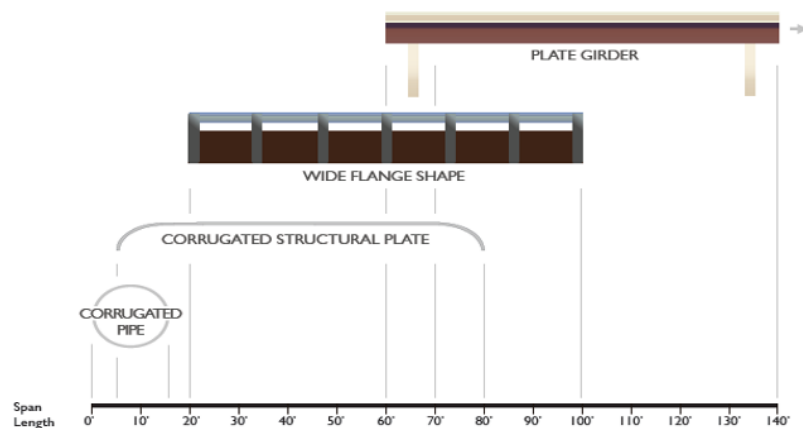 PLATE GIRDER
WIDE FLANGE SHAPE
CORRUGATED STRUCTURAL PLATE
CORRUGATED
PIPE
Span
Length
0' 10' 20' 30' 40' 50' 60' 70' 80' 90' 100' 110' 120' 130' 140'